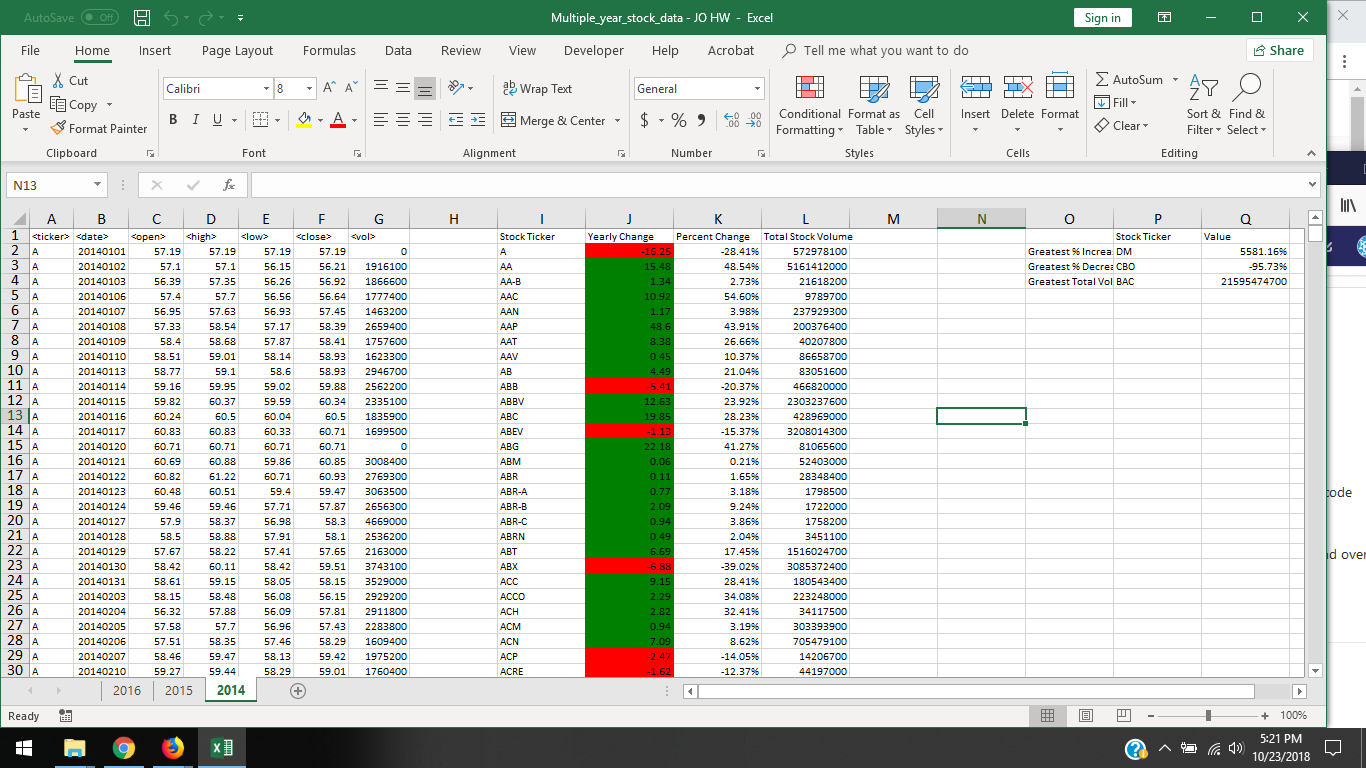 AutoSave Off Multiple_year_stock_data - JO HW - Excel Sign in
File Home Insert Page Layout Formulas Data Review View Developer Help Acrobat Tell me what you want to do Share
Paste Cut Copy Format Painter Calibri 8 Wrap Text General Conditional Formatting Format as Table Cell Styles Insert Delete Format AutoSum Fill Clear Sort & Filter Find & Select
B I U Merge & Center $ % ,
Clipboard Font Alignment Number Styles Cells Editing
N13 fx
A B C D E F G H I J K L M N O P Q
1 <ticker> <date> <open> <high> <low> <close> <vol> Stock Ticker Yearly Change Percent Change Total Stock Volume Stock Ticker Value
2 A 20140101 57.19 57.19 57.19 57.19 0 A -16.25 -28.41% 572978100 Greatest % Increa DM 5581.16%
3 A 20140102 57.1 57.1 56.15 56.21 1916100 AA 15.48 48.54% 5161412000 Greatest % Decrea CBO -95.73%
4 A 20140103 56.39 57.35 56.26 56.92 1866600 AA-B 1.34 2.73% 21618200 Greatest Total Vol BAC 21595474700
5 A 20140106 57.4 57.7 56.56 56.64 1777400 AAC 10.92 54.60% 9789700
6 A 20140107 56.95 57.63 56.93 57.45 1463200 AAN 1.17 3.98% 237929300
7 A 20140108 57.33 58.54 57.17 58.39 2659400 AAP 48.6 43.91% 200376400
8 A 20140109 58.4 58.68 57.87 58.41 1757600 AAT 8.38 26.66% 40207800
9 A 20140110 58.51 59.01 58.14 58.93 1623300 AAV 0.45 10.37% 86658700
10 A 20140113 58.77 59.1 58.6 58.93 2946700 AB 4.49 21.04% 83051600
11 A 20140114 59.16 59.95 59.02 59.88 2562200 ABB -5.41 -20.37% 466820000
12 A 20140115 59.82 60.37 59.59 60.34 2335100 ABBV 12.63 23.92% 2303237600
13 A 20140116 60.24 60.5 60.04 60.5 1835900 ABC 19.85 28.23% 428969000
14 A 20140117 60.83 60.83 60.33 60.71 1699500 ABEV -1.13 -15.37% 3208014300
15 A 20140120 60.71 60.71 60.71 60.71 0 ABG 22.18 41.27% 81065600
16 A 20140121 60.69 60.88 59.86 60.85 3008400 ABM 0.06 0.21% 52403000
17 A 20140122 60.82 61.22 60.71 60.93 2769300 ABR 0.11 1.65% 28348400
18 A 20140123 60.48 60.51 59.4 59.47 3063500 ABR-A 0.77 3.18% 1798500
19 A 20140124 59.46 59.46 57.71 57.87 2656300 ABR-B 2.09 9.24% 1722000
20 A 20140127 57.9 58.37 56.98 58.3 4669000 ABR-C 0.94 3.86% 1758200
21 A 20140128 58.5 58.88 57.91 58.1 2536200 ABRN 0.49 2.04% 3451100
22 A 20140129 57.67 58.22 57.41 57.65 2163000 ABT 6.69 17.45% 1516024700
23 A 20140130 58.42 60.11 58.42 59.51 3743100 ABX -6.88 -39.02% 3085372400
24 A 20140131 58.61 59.15 58.05 58.15 3529000 ACC 9.15 28.41% 180543400
25 A 20140203 58.15 58.48 56.08 56.15 2929200 ACCO 2.29 34.08% 223248000
26 A 20140204 56.32 57.88 56.09 57.81 2911800 ACH 2.82 32.41% 34117500
27 A 20140205 57.58 57.7 56.96 57.43 2283800 ACM 0.94 3.19% 303393900
28 A 20140206 57.51 58.35 57.46 58.29 1609400 ACN 7.09 8.62% 705479100
29 A 20140207 58.46 59.47 58.13 59.42 1975200 ACP -2.47 -14.05% 14206700
30 A 20140210 59.27 59.44 58.29 59.01 1760400 ACRE -1.62 -12.37% 44197000
code
nd over
2016 2015 2014
Ready 100%
5:21 PM
10/23/2018